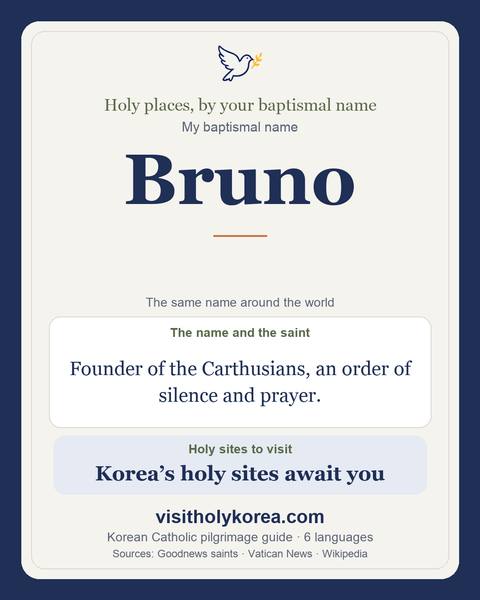 Holy places, by your baptismal name
My baptismal name
Bruno
The same name around the world
The name and the saint
Founder of the Carthusians, an order of
silence and prayer.
Holy sites to visit
Korea’s holy sites await you
visitholykorea.com
Korean Catholic pilgrimage guide · 6 languages
Sources: Goodnews saints · Vatican News · Wikipedia